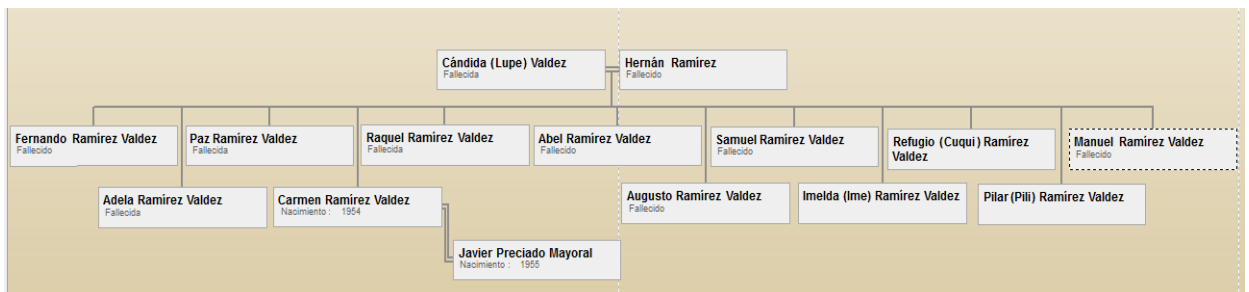 Cándida (Lupe) Valdez
Fallecida
Hernán Ramírez
Fallecido
Fernando Ramírez Valdez
Fallecido
Paz Ramírez Valdez
Fallecida
Raquel Ramírez Valdez
Fallecida
Abel Ramírez Valdez
Fallecido
Samuel Ramírez Valdez
Fallecido
Refugio (Cuqui) Ramírez
Valdez
Manuel Ramírez Valdez
Fallecido
Adela Ramírez Valdez
Fallecida
Carmen Ramírez Valdez
Nacimiento : 1954
Augusto Ramírez Valdez
Fallecido
Imelda (Ime) Ramírez Valdez
Pilar (Pili) Ramírez Valdez
Javier Preciado Mayoral
Nacimiento : 1955